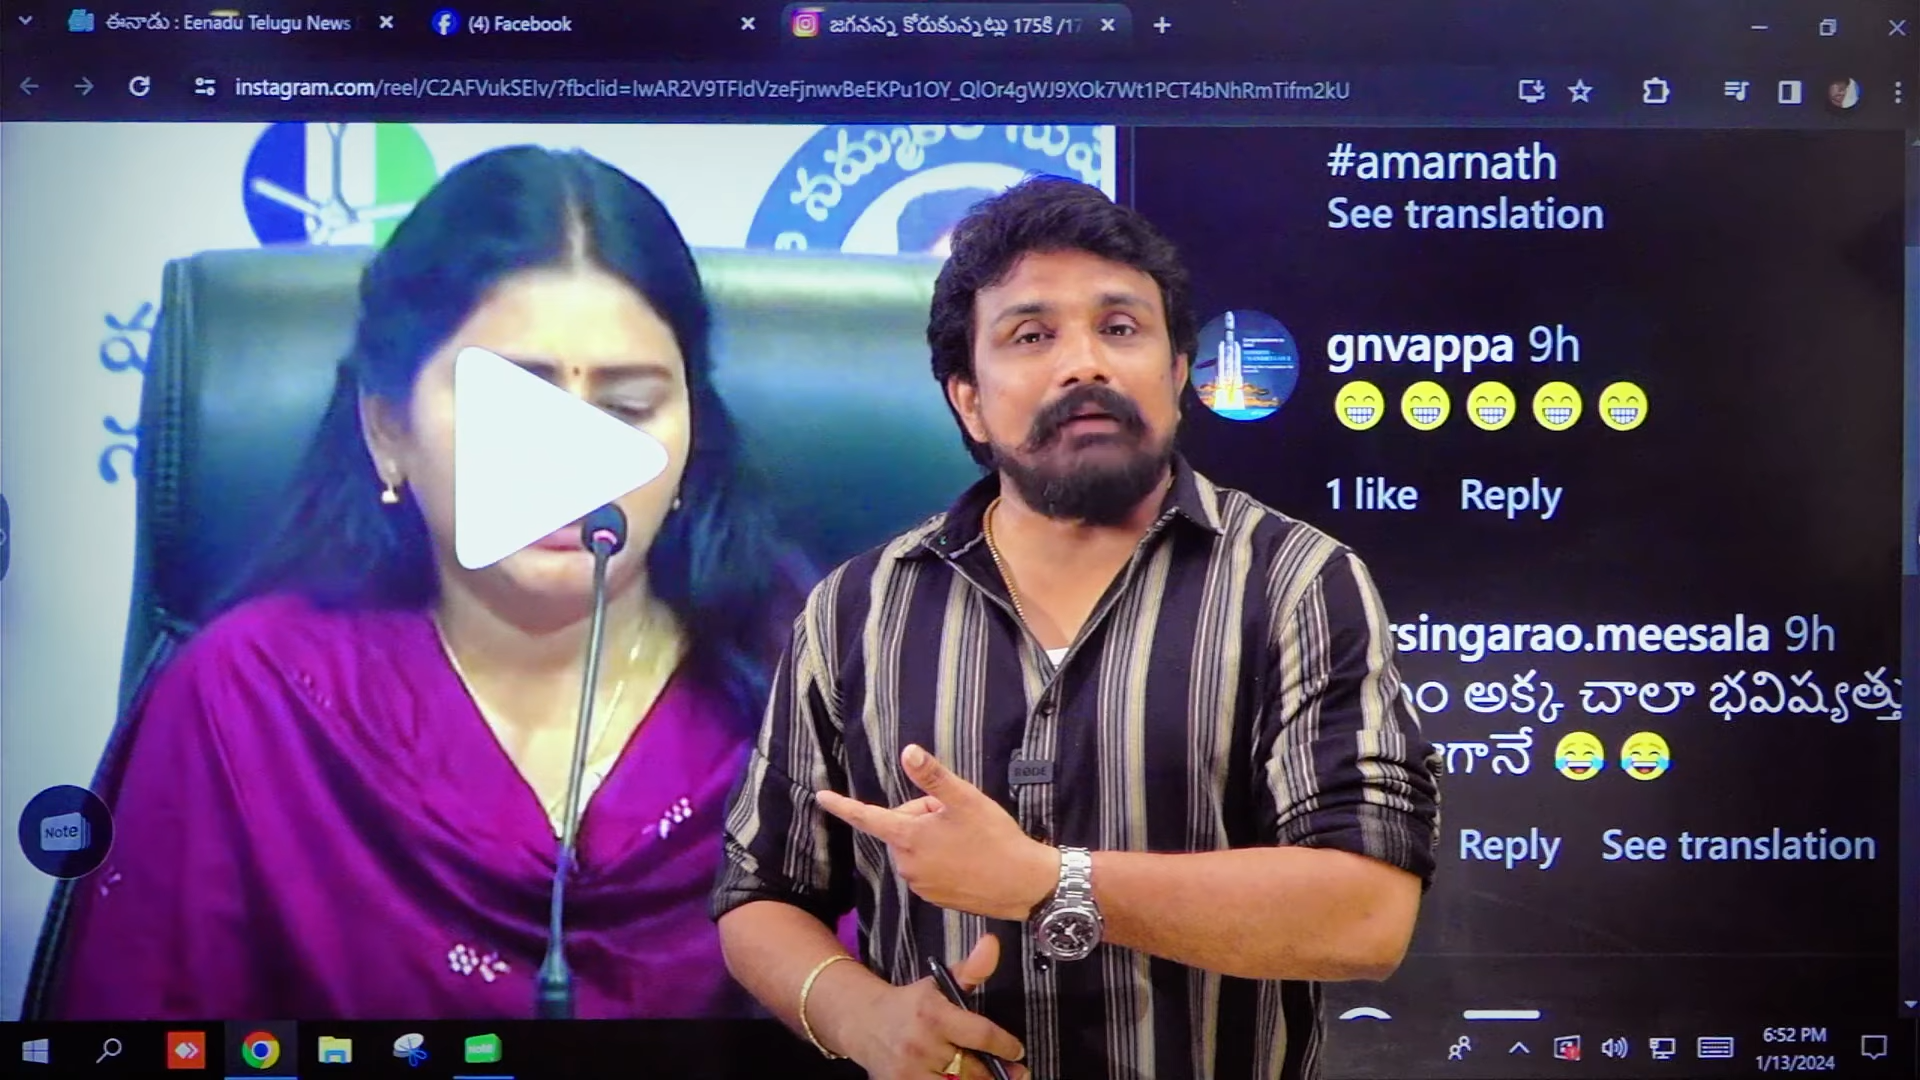 ఈనాడు : Eenadu Telugu News
(4) Facebook
జగనన్న కోరుకున్నట్లు 175కి /17
instagram.com/reel/C2AFVukSElv/?fbclid=IwAR2V9TFIdVzeFjnwvBeEKPu1OY_QlOr4gWJ9XOk7Wt1PCT4bNhRmTifm2kU
#amarnath
See translation
gnvappa 9h
😁😁😁😁😁
1 like Reply
rsingarao.meesala 9h
అక్క చాలా భవిష్యత్తు
గానే 😂😂
Reply See translation
Note
RODE
Note
6:52 PM
1/13/2024